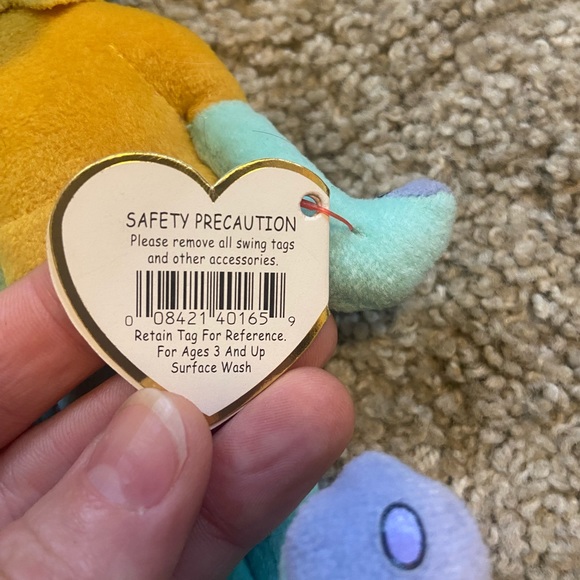 SAFETY PRECAUTION
Please remove all swing tags
and other accessories.
0 08421 40165 9
Retain Tag For Reference.
For Ages 3 And Up
Surface Wash